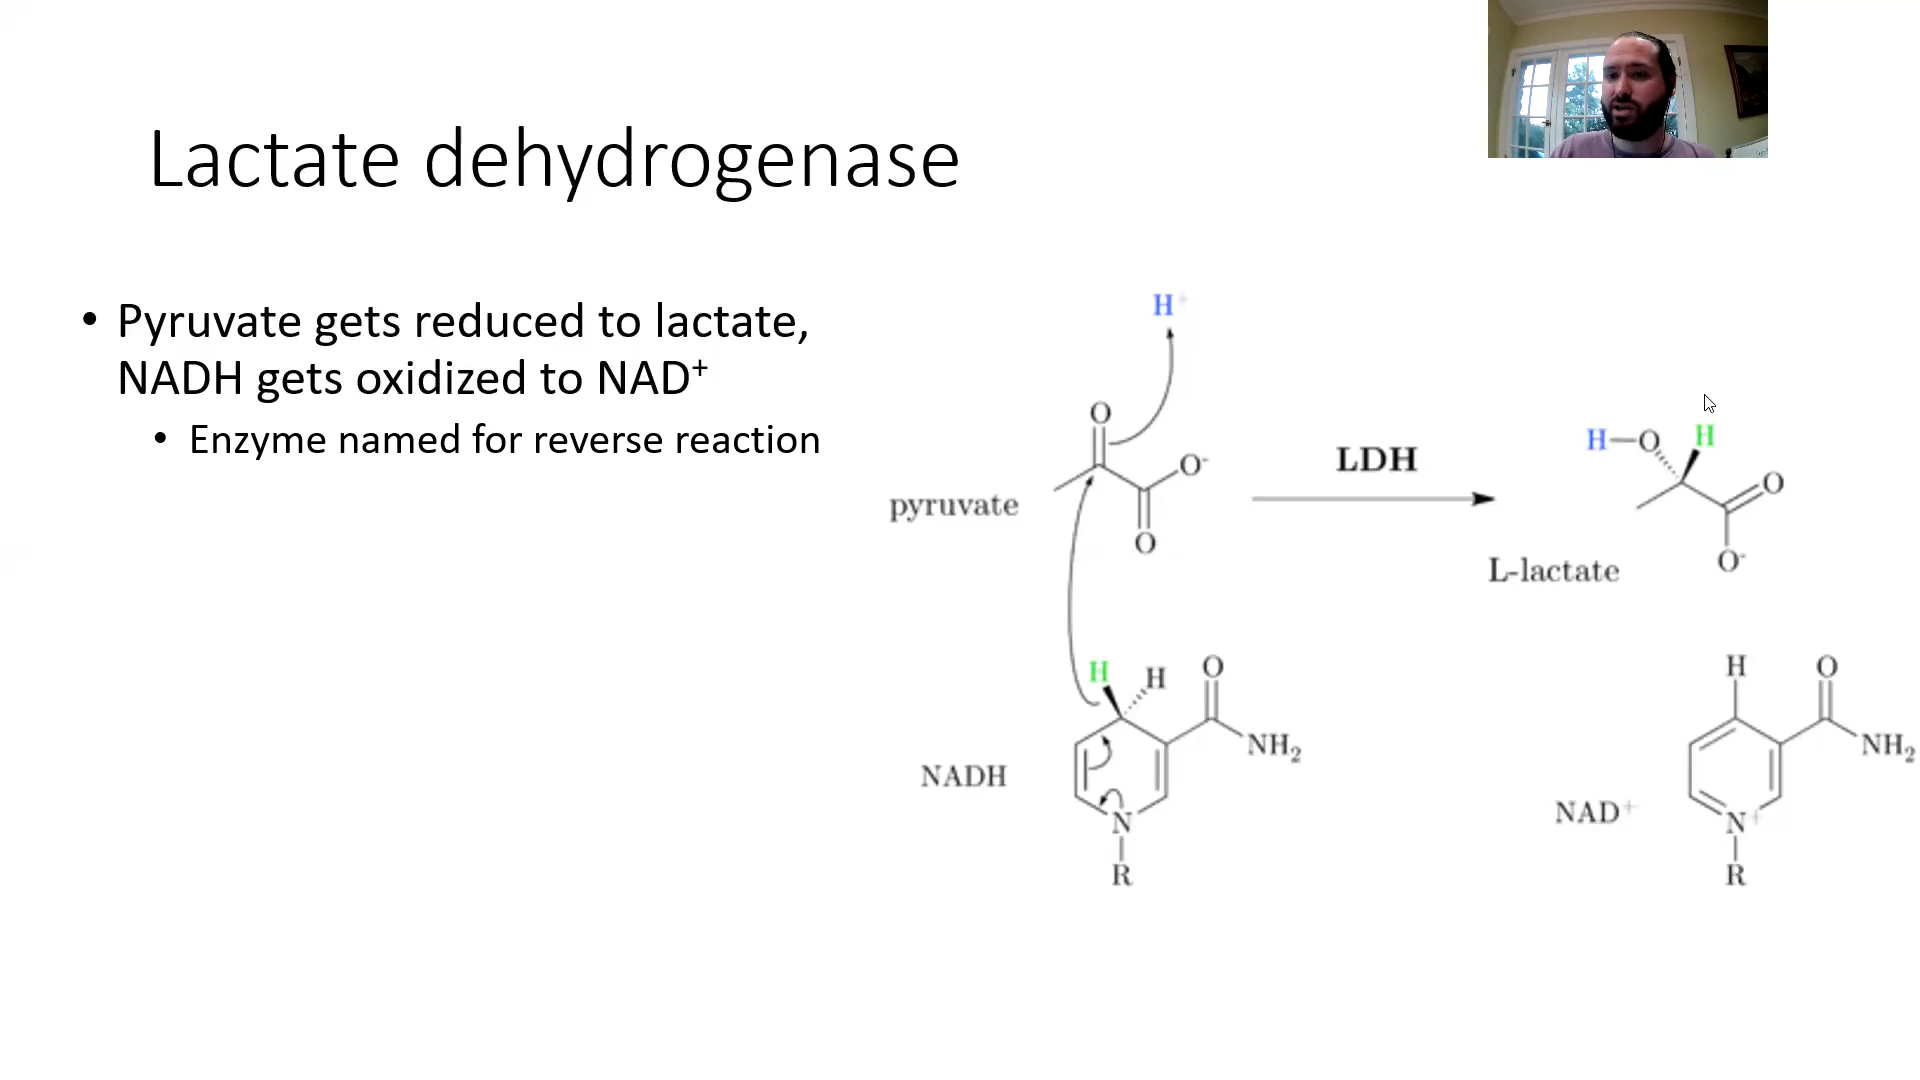 Lactate dehydrogenase
• Pyruvate gets reduced to lactate,
NADH gets oxidized to NAD⁺
• Enzyme named for reverse reaction
H⁺
O
O⁻
O
pyruvate
LDH
H—O H
O
O⁻
L-lactate
H H O
NH₂
NADH
N
R
H O
NH₂
NAD⁺
N⁺
R